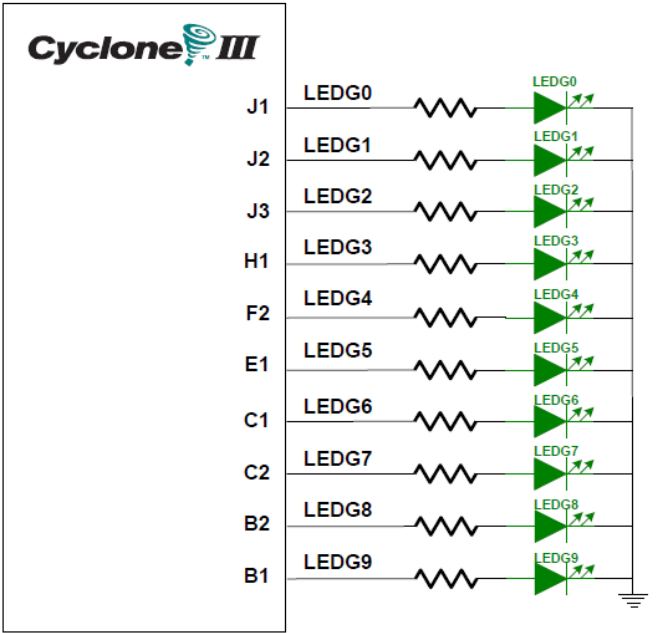 Cyclone III
TM
LEDG0
J1 LEDG0
LEDG1
J2 LEDG1
LEDG2
J3 LEDG2
LEDG3
H1 LEDG3
LEDG4
F2 LEDG4
LEDG5
E1 LEDG5
LEDG6
C1 LEDG6
LEDG7
C2 LEDG7
LEDG8
B2 LEDG8
LEDG9
B1 LEDG9